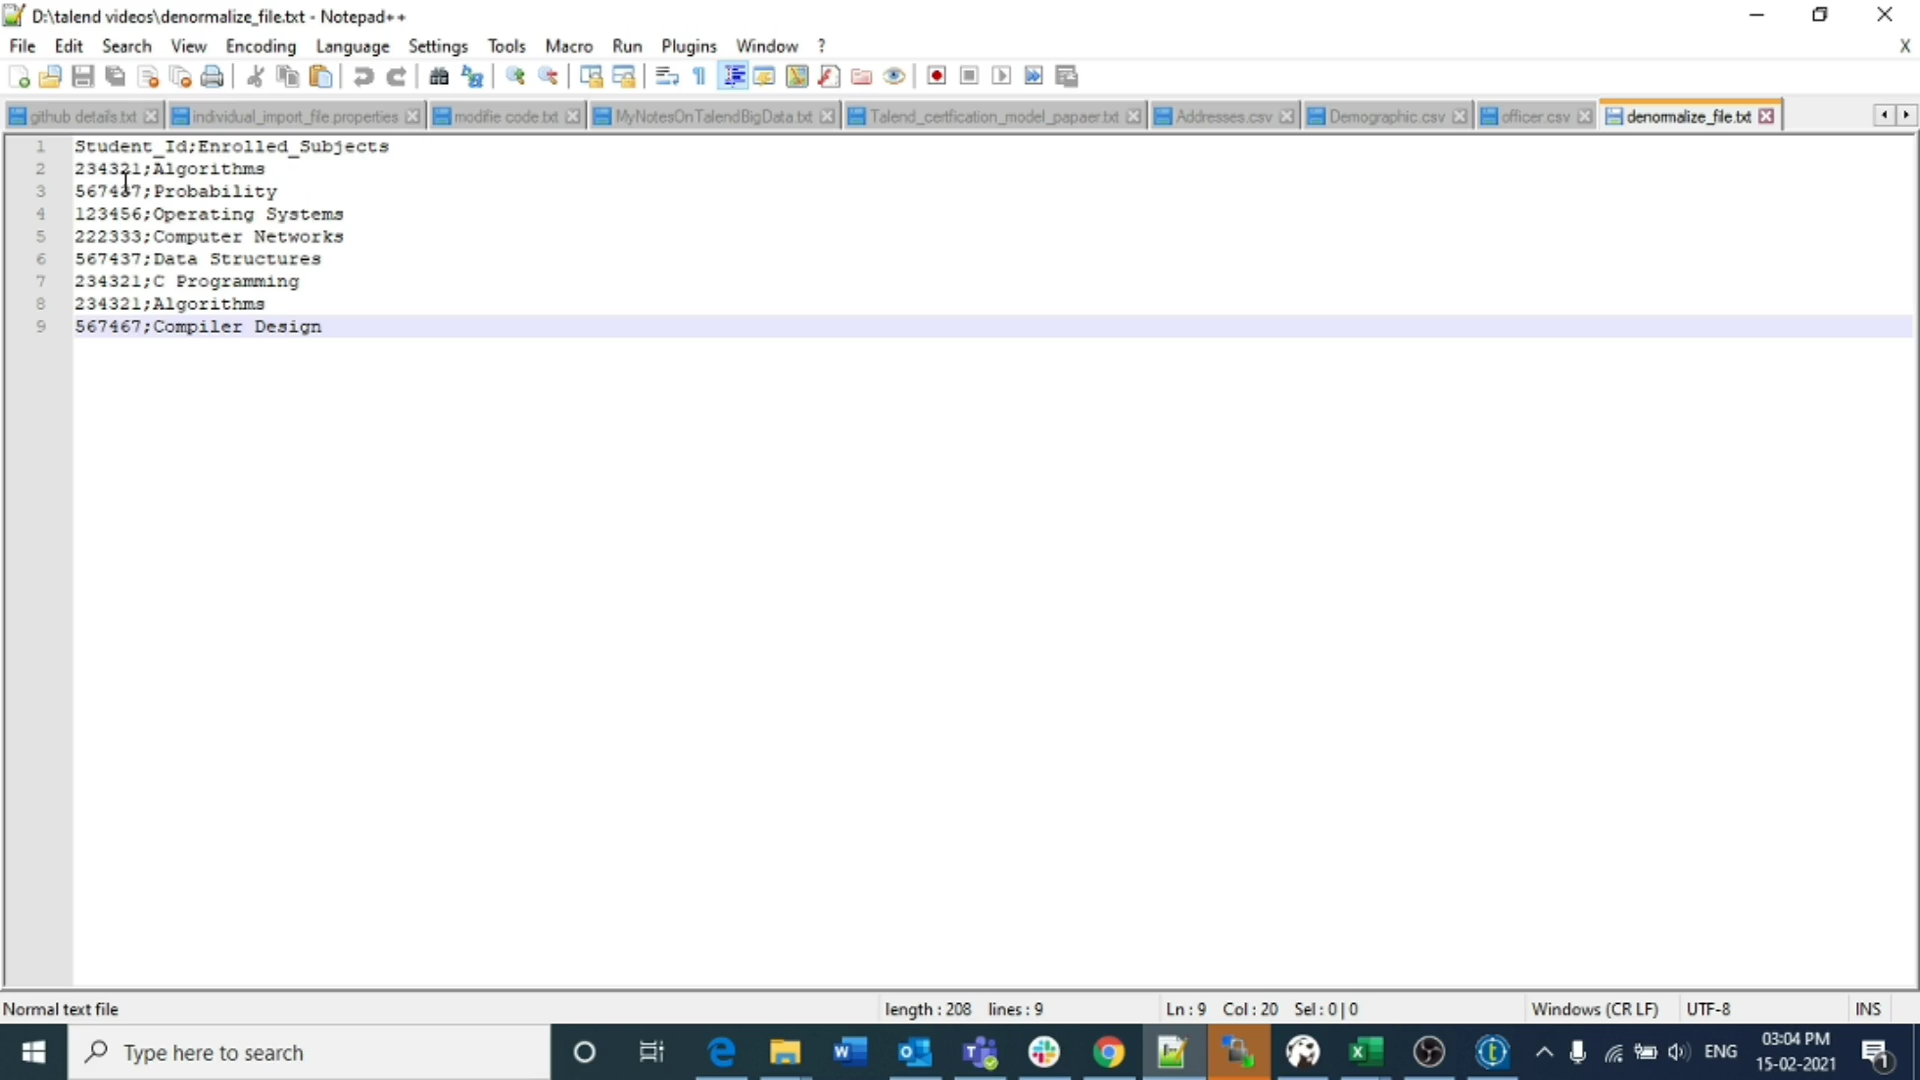 D:\talend videos\denormalize_file.txt - Notepad++
File Edit Search View Encoding Language Settings Tools Macro Run Plugins Window ? X
github details.txt individual_import_file.properties modifie code.txt MyNotesOnTalendBigData.txt Talend_certfication_model_papaer.txt Addresses.csv Demographic.csv officer.csv denormalize_file.txt
1 Student_Id;Enrolled_Subjects
2 234321;Algorithms
3 567437;Probability
4 123456;Operating Systems
5 222333;Computer Networks
6 567437;Data Structures
7 234321;C Programming
8 234321;Algorithms
9 567467;Compiler Design
Normal text file length : 208 lines : 9 Ln : 9 Col : 20 Sel : 0 | 0 Windows (CR LF) UTF-8 INS
Type here to search ENG 03:04 PM
15-02-2021 1